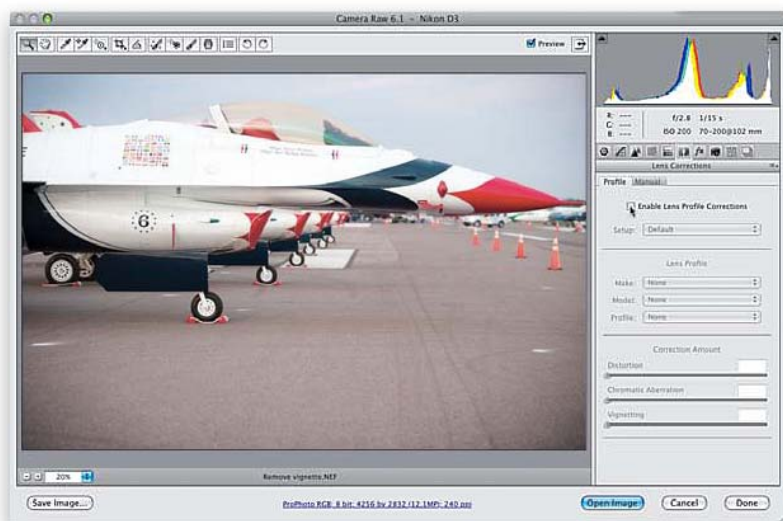 Camera Raw 6.1 - Nikon D3
Preview
6
R: ---
G: ---
B: ---
f/2.8 1/15 s
ISO 200 70-200@102 mm
Lens Corrections
Profile Manual
Enable Lens Profile Corrections
Setup: Default
Lens Profile
Make: None
Model: None
Profile: None
Correction Amount
Distortion
Chromatic Aberration
Vignetting
20%
Remove vignette.NEF
Save Image...
ProPhoto RGB; 8 bit; 4256 by 2832 (12.1MP); 240 ppi
Open Image
Cancel
Done